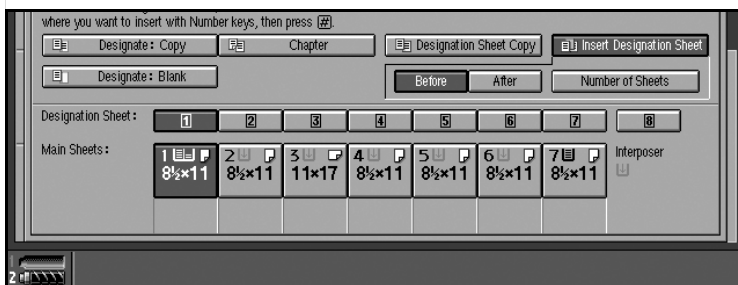 where you want to insert with Number keys, then press #.
Designate: Copy Chapter Designation Sheet Copy Insert Designation Sheet
Designate: Blank Before After Number of Sheets
Designation Sheet: 1 2 3 4 5 6 7 8
Main Sheets: 1 2 3 4 5 6 7 Interposer
8½×11 8½×11 11×17 8½×11 8½×11 8½×11 8½×11
1
2